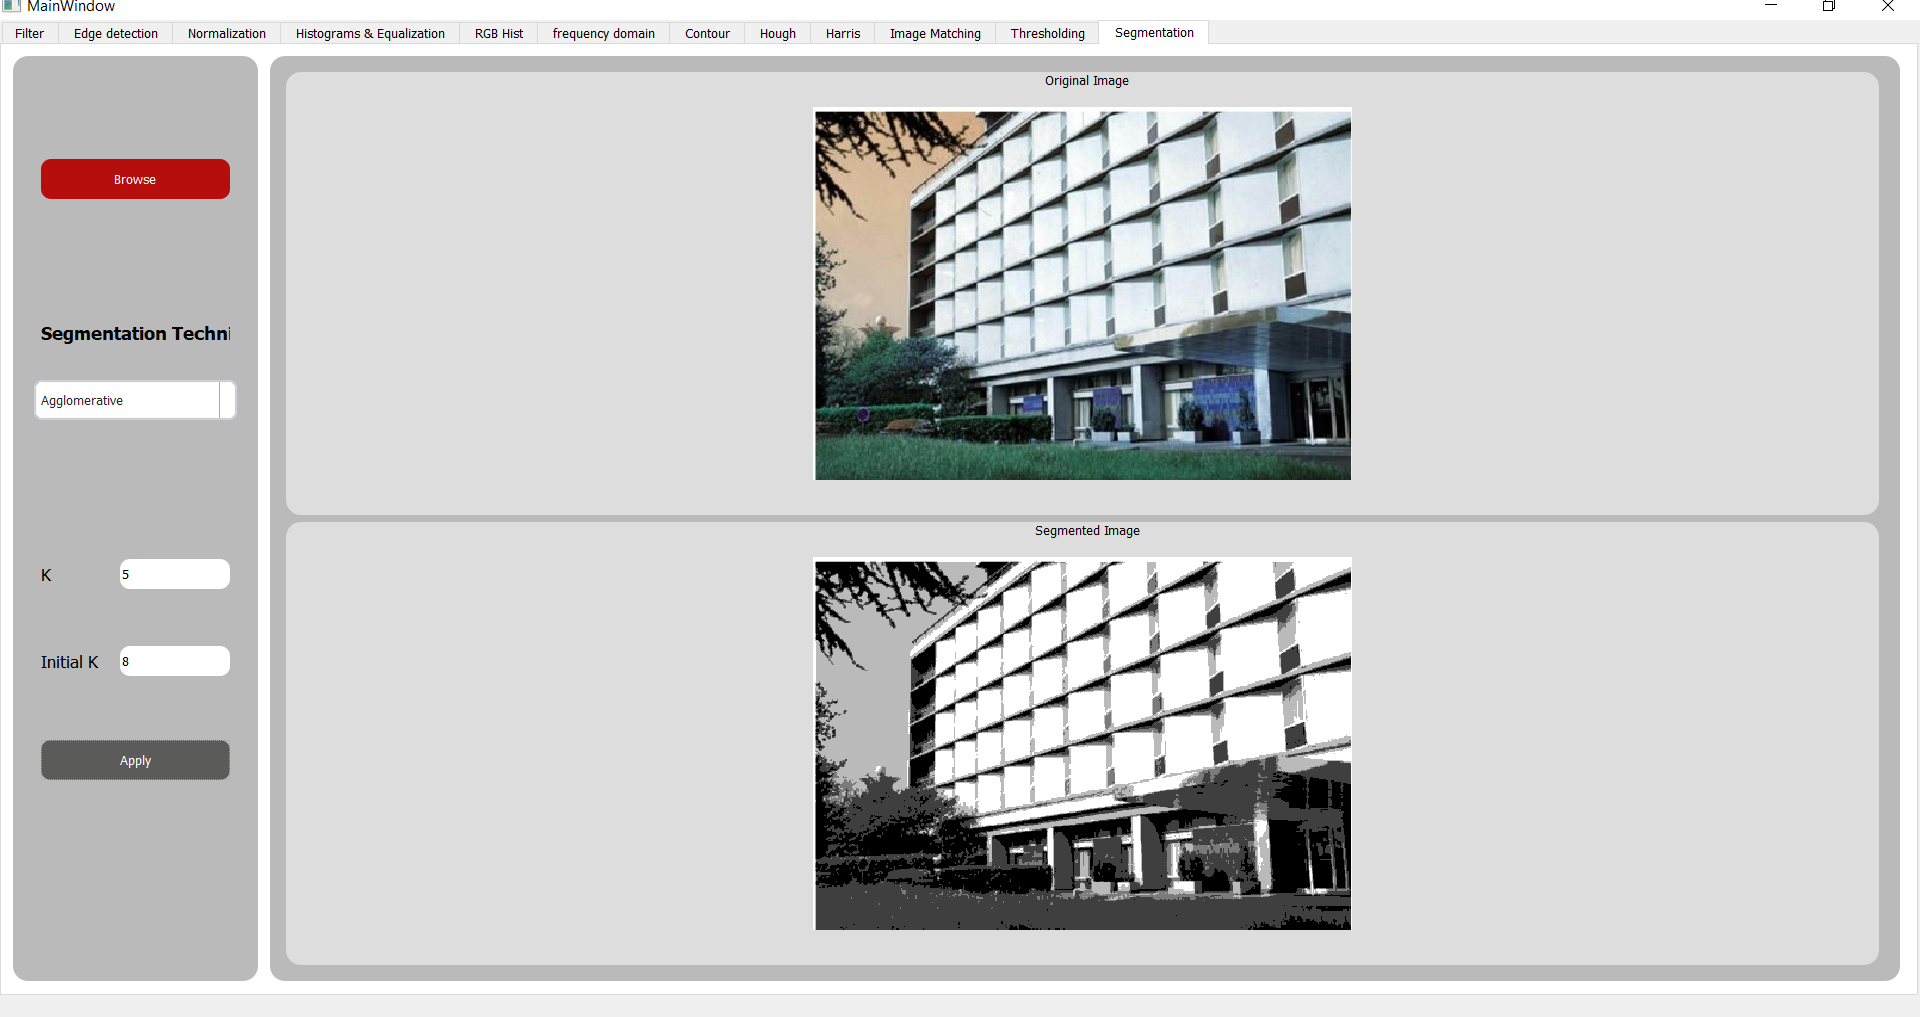 MainWindow
Filter Edge detection Normalization Histograms & Equalization RGB Hist frequency domain Contour Hough Harris Image Matching Thresholding Segmentation
Original Image
Browse
Segmentation Techni
Agglomerative
Segmented Image
K 5
Initial K 8
Apply